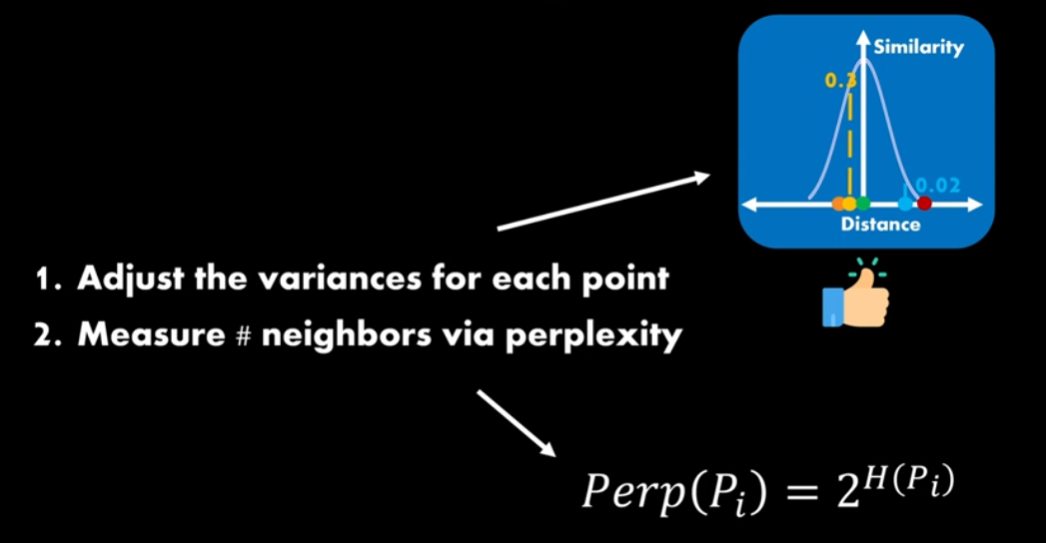 Similarity
0.3
0.02
Distance
1. Adjust the variances for each point
2. Measure # neighbors via perplexity
Perp(Pᵢ) = 2^{H(Pᵢ)}